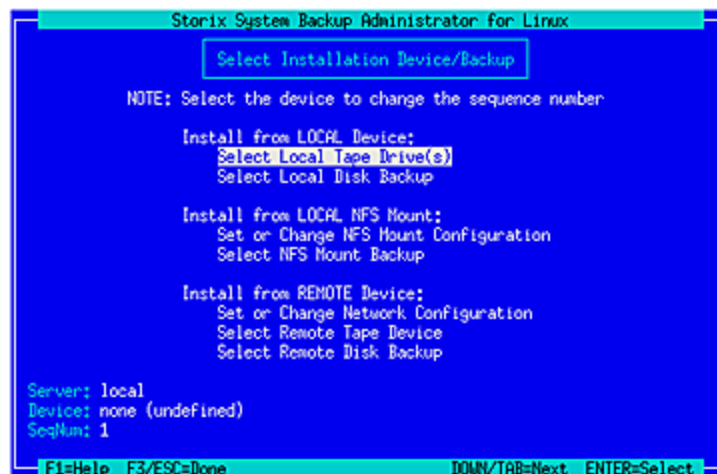 Storix System Backup Administrator for Linux
Select Installation Device/Backup
NOTE: Select the device to change the sequence number
Install from LOCAL Device:
Select Local Tape Drive(s)
Select Local Disk Backup
Install from LOCAL NFS Mount:
Set or Change NFS Mount Configuration
Select NFS Mount Backup
Install from REMOTE Device:
Set or Change Network Configuration
Select Remote Tape Device
Select Remote Disk Backup
Server: local
Device: none (undefined)
SeqNum: 1
F1=Help F3/ESC=Done DOWN/TAB=Next ENTER=Select